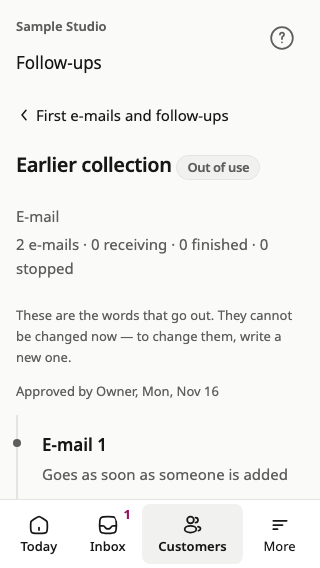 Sample Studio
Follow-ups
First e-mails and follow-ups
Earlier collection Out of use
E-mail
2 e-mails · 0 receiving · 0 finished · 0
stopped
These are the words that go out. They cannot
be changed now — to change them, write a
new one.
Approved by Owner, Mon, Nov 16
E-mail 1
Goes as soon as someone is added
1
Today Inbox Customers More